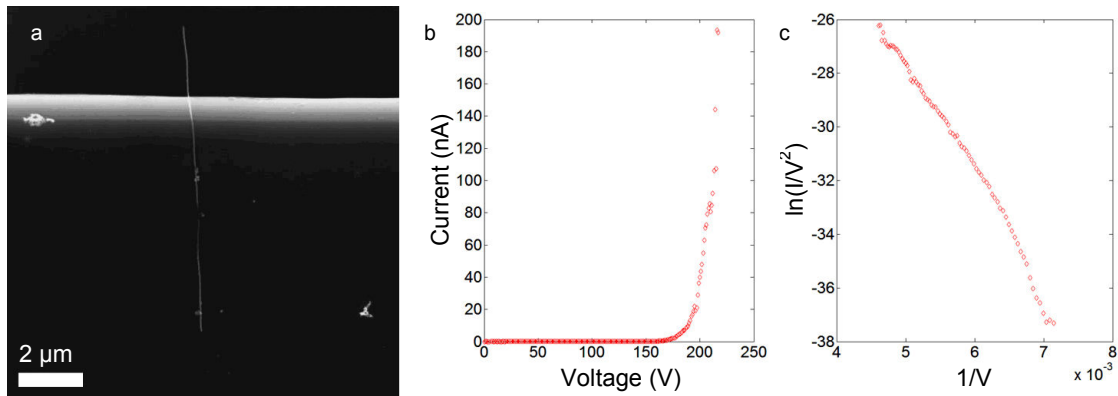 a
2 μm
b
Current (nA)
200
180
160
140
120
100
80
60
40
20
0
0 50 100 150 200 250
Voltage (V)
c
ln(I/V²)
-26
-28
-30
-32
-34
-36
-38
4 5 6 7 8
x 10⁻³
1/V